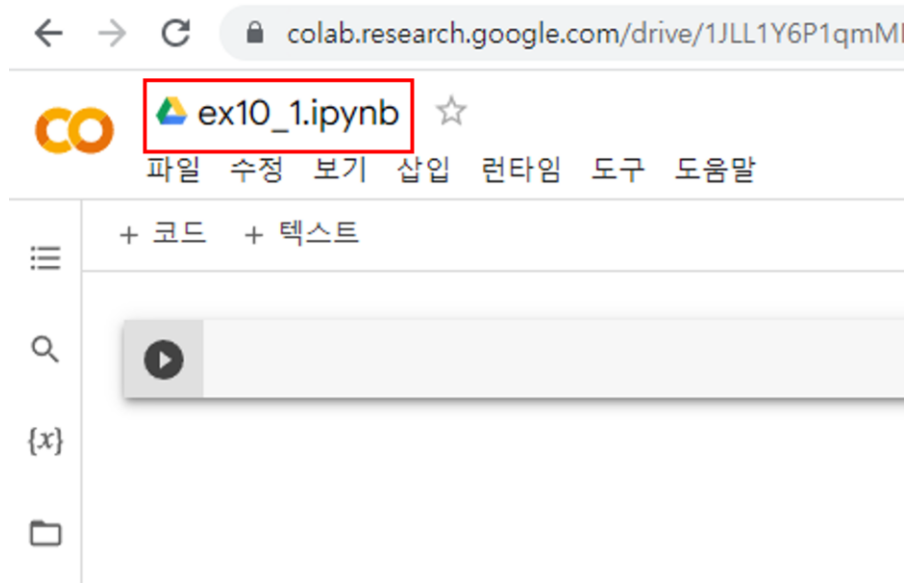 colab.research.google.com/drive/1JLL1Y6P1qmM
ex10_1.ipynb
파일 수정 보기 삽입 런타임 도구 도움말
+ 코드 + 텍스트
{x}